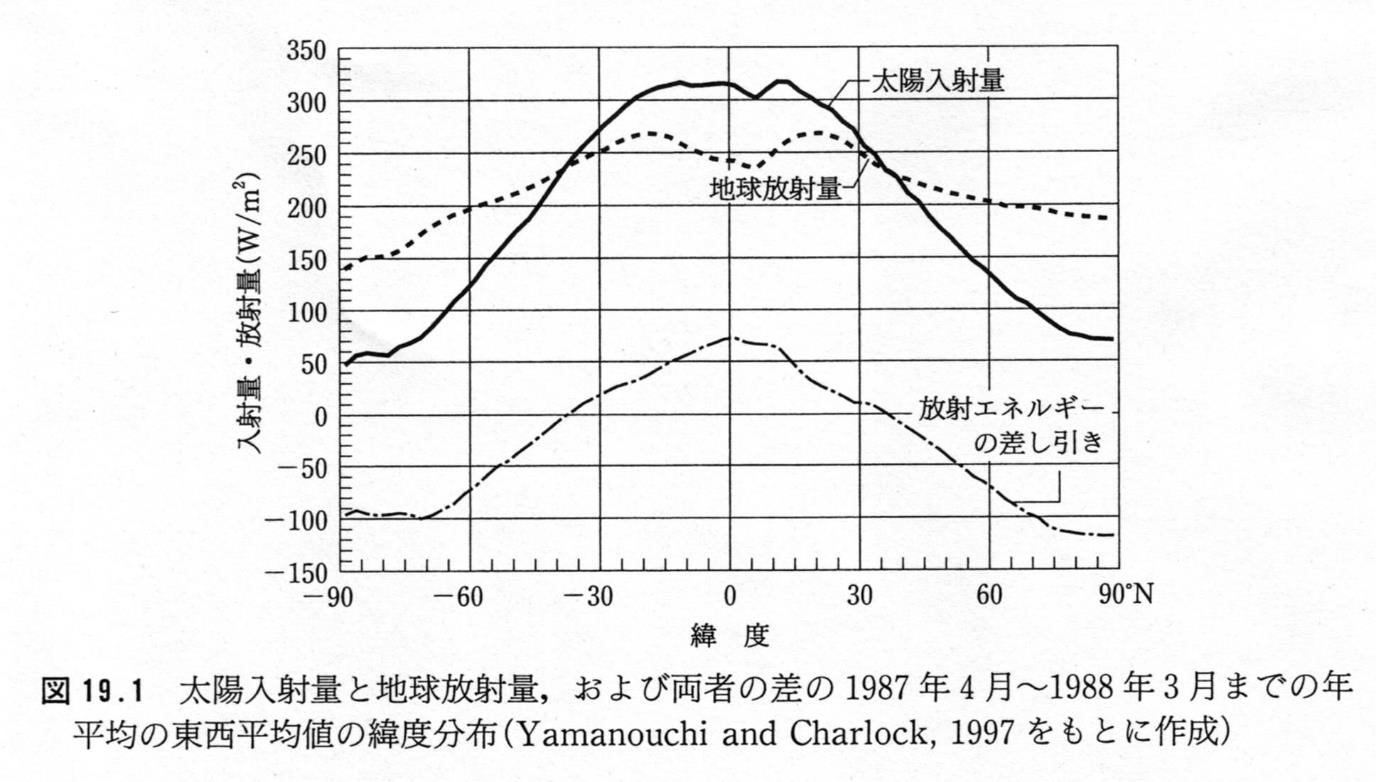 350
300
250
200
150
100
50
0
−50
−100
−150
入射量・放射量(W/m²)
太陽入射量
地球放射量
放射エネルギー
の差し引き
−90
−60
−30
0
30
60
90°N
緯 度
図 19.1 太陽入射量と地球放射量，および両者の差の 1987 年 4 月〜1988 年 3 月までの年
平均の東西平均値の緯度分布(Yamanouchi and Charlock, 1997 をもとに作成)